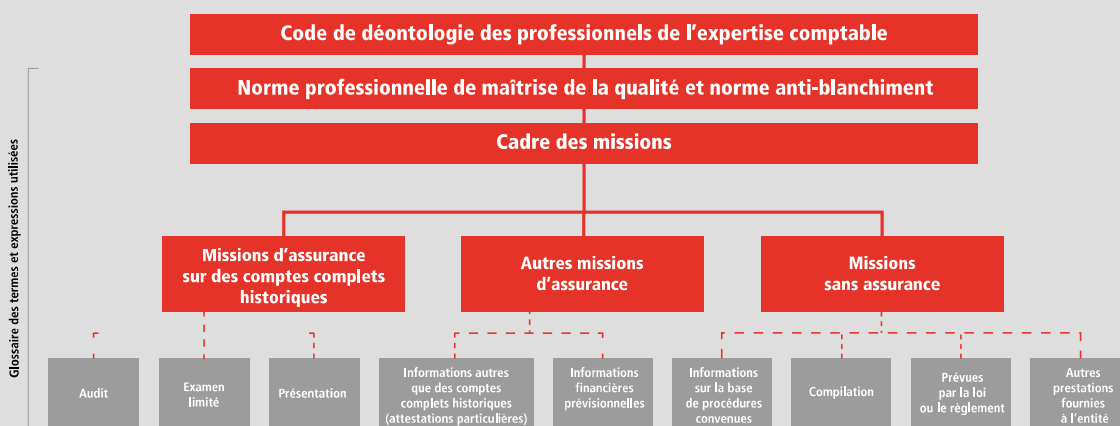 Code de déontologie des professionnels de l'expertise comptable
Norme professionnelle de maîtrise de la qualité et norme anti-blanchiment
Cadre des missions
Glossaire des termes et expressions utilisées
Missions d'assurance
sur des comptes complets
historiques
Autres missions
d'assurance
Missions
sans assurance
Audit
Examen
limité
Présentation
Informations autres
que des comptes
complets historiques
(attestations particulières)
Informations
financières
prévisionnelles
Informations
sur la base
de procédures
convenues
Compilation
Prévues
par la loi
ou le règlement
Autres
prestations
fournies
à l'entité